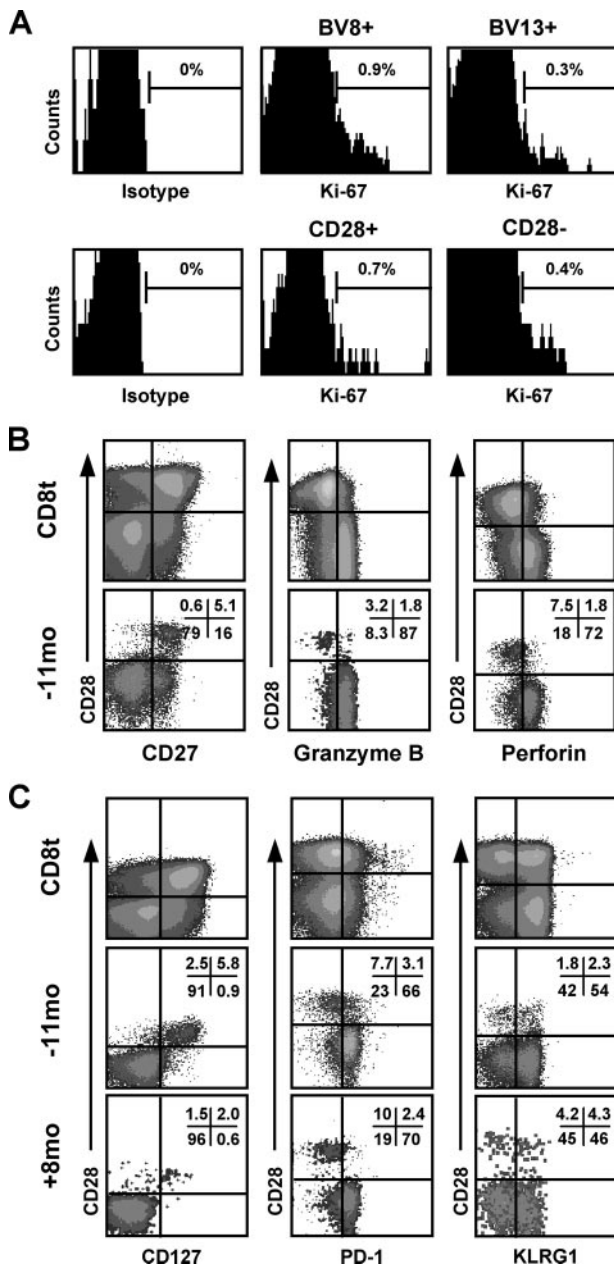 A
BV8+ BV13+
0% 0.9% 0.3%
Counts
Isotype Ki-67 Ki-67
CD28+ CD28-
0% 0.7% 0.4%
Counts
Isotype Ki-67 Ki-67
B
CD8t
-11mo
0.6 5.1
79 16
3.2 1.8
8.3 87
7.5 1.8
18 72
CD28 CD28 CD28
CD27 Granzyme B Perforin
C
CD8t
-11mo
2.5 5.8
91 0.9
7.7 3.1
23 66
1.8 2.3
42 54
+8mo
1.5 2.0
96 0.6
10 2.4
19 70
4.2 4.3
45 46
CD28 CD28 CD28
CD127 PD-1 KLRG1